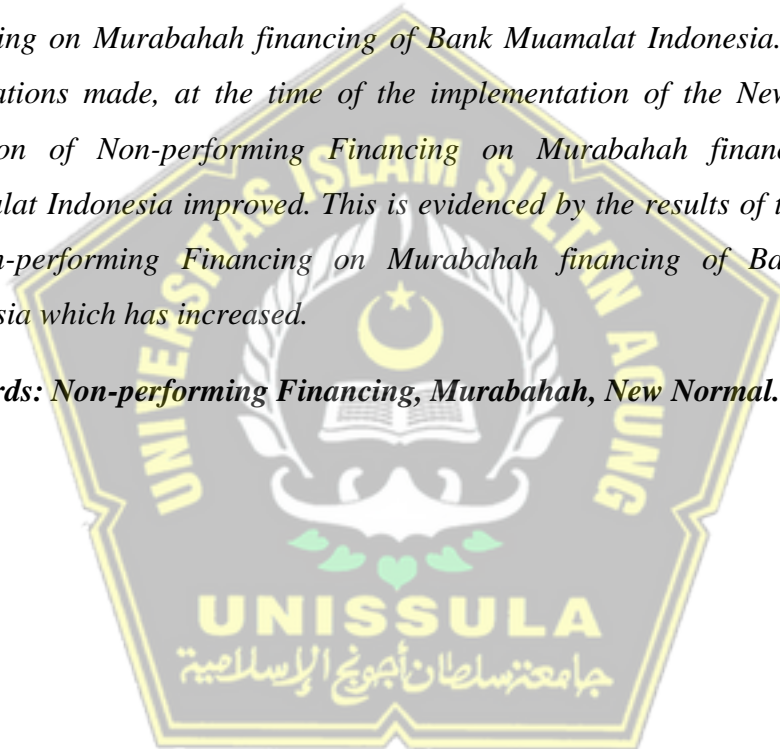 ing on Murabahah financing of Bank Muamalat Indonesia.
ations made, at the time of the implementation of the New
on of Non-performing Financing on Murabahah financ
alat Indonesia improved. This is evidenced by the results of t
n-performing Financing on Murabahah financing of Ba
sia which has increased.
rds: Non-performing Financing, Murabahah, New Normal.
UNIVERSITAS ISLAM SULTAN AGUNG
UNISSULA
جامعة سلطان أجونج الإسلامية